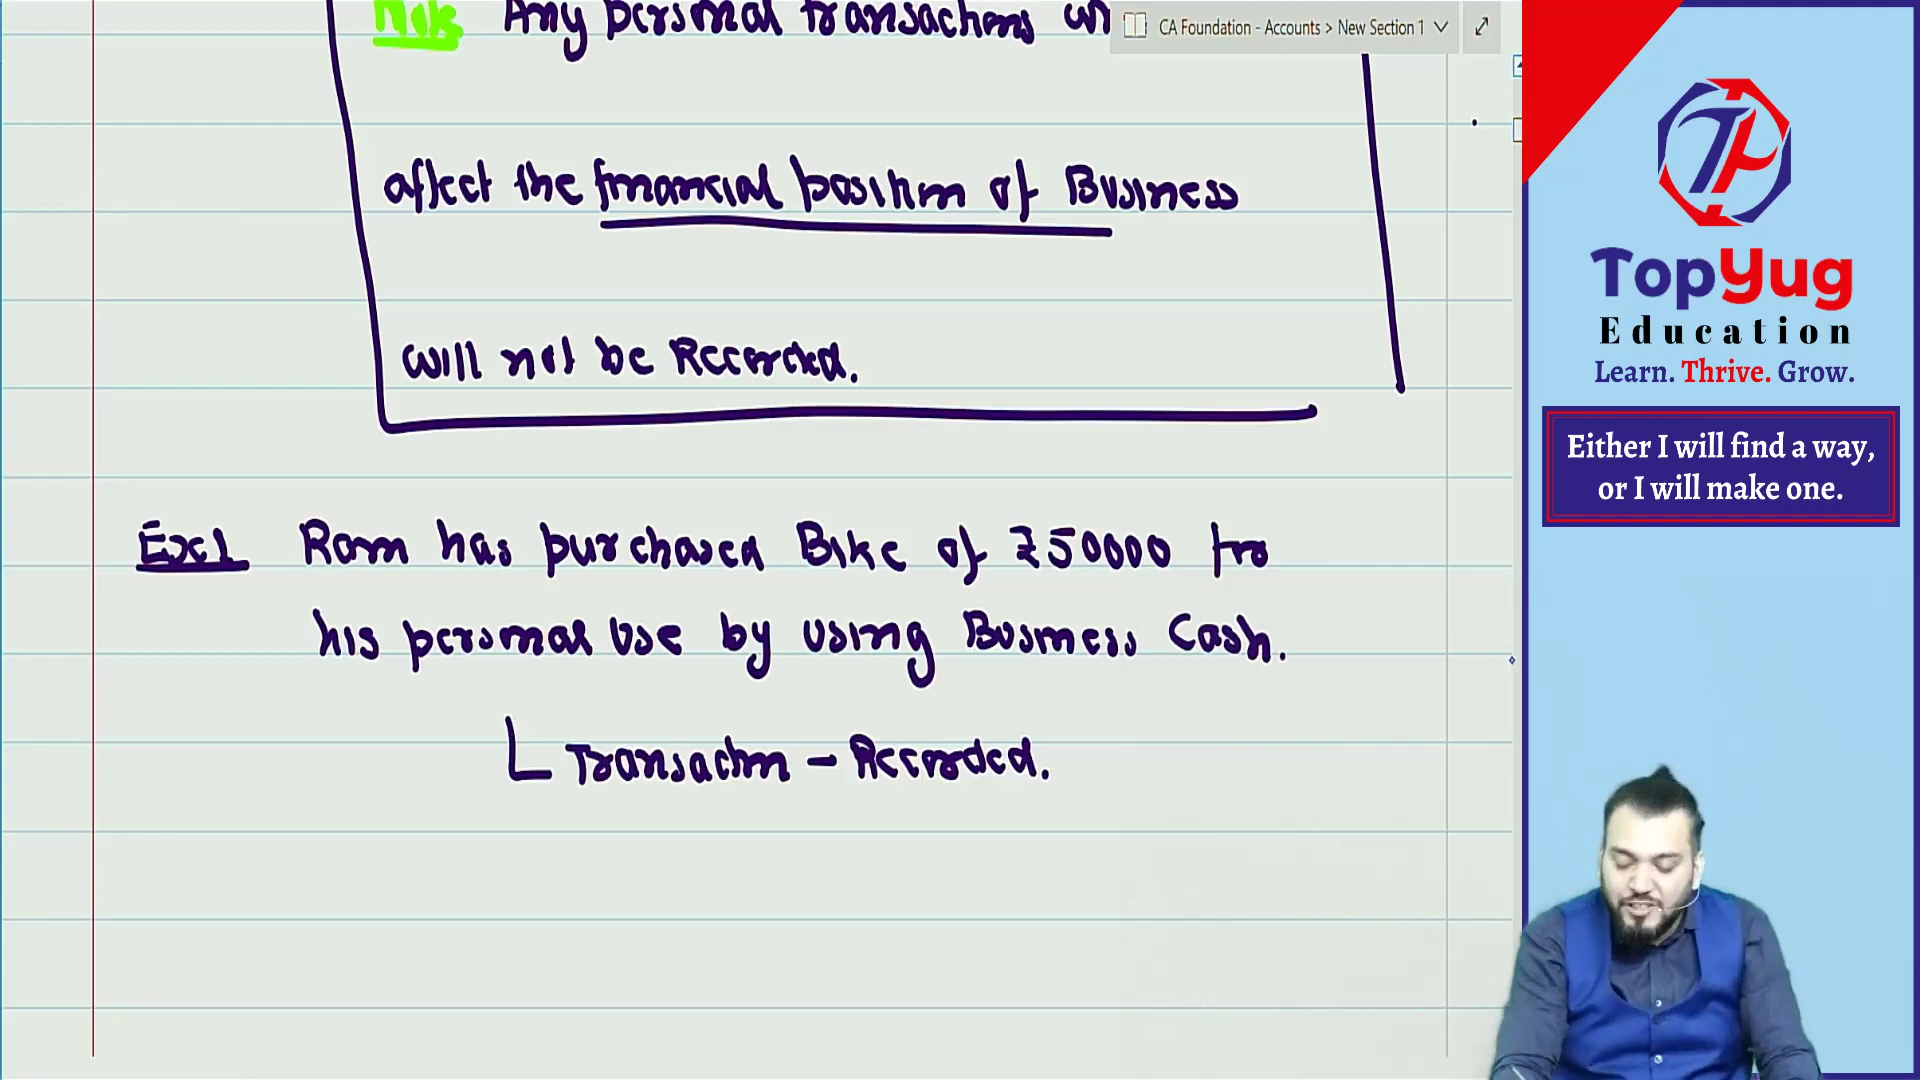 Note Any personal transactions
CA Foundation - Accounts > New Section 1
affect the financial position of Business
will not be Recorded.
Ex1 Ram has purchased Bike of ₹50000 for
his personal use by using Business Cash.
Transaction - Recorded.
TopYug
Education
Learn. Thrive. Grow.
Either I will find a way,
or I will make one.